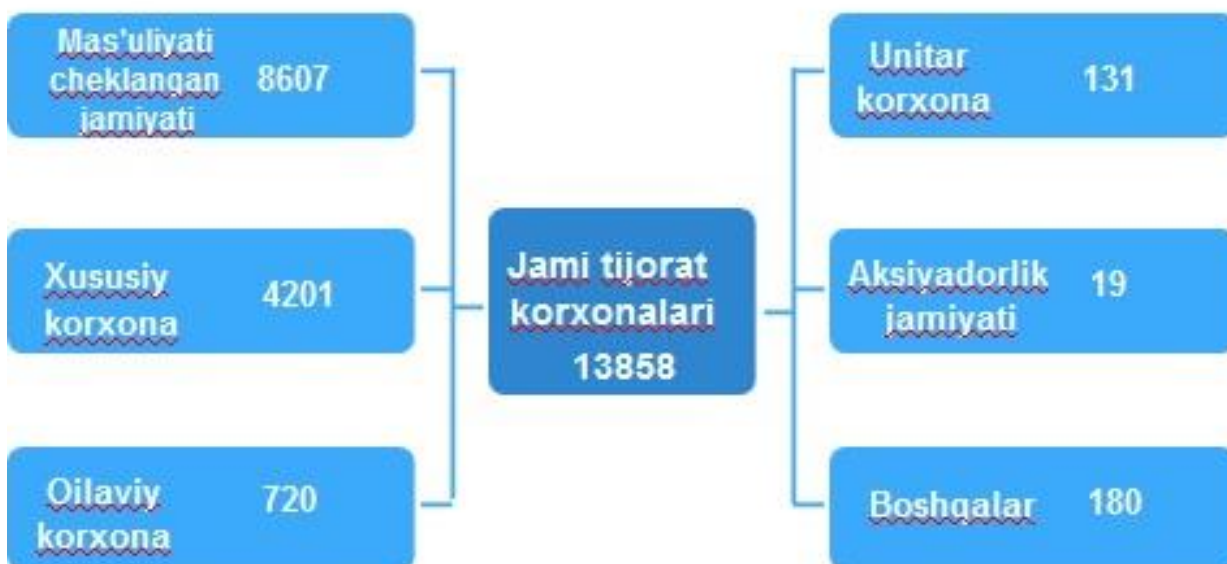 Mas'uliyati
cheklangan 8607
jamiyati
Xususiy 4201
korxona
Oilaviy 720
korxona
Jami tijorat
korxonalari
13858
Unitar 131
korxona
Aksiyadorlik 19
jamiyati
Boshqalar 180